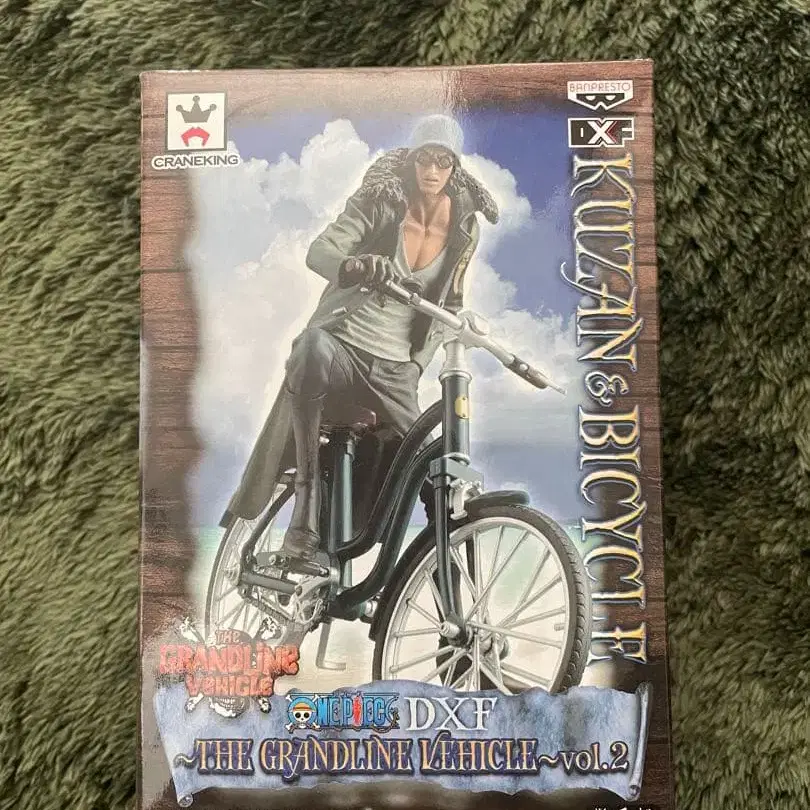 CRANEKING
BANPRESTO
DXF
KUZAN & BICYCLE
THE
GRANDLINE
VEHICLE
ONE PIECE DXF
~THE GRANDLINE VEHICLE~vol.2